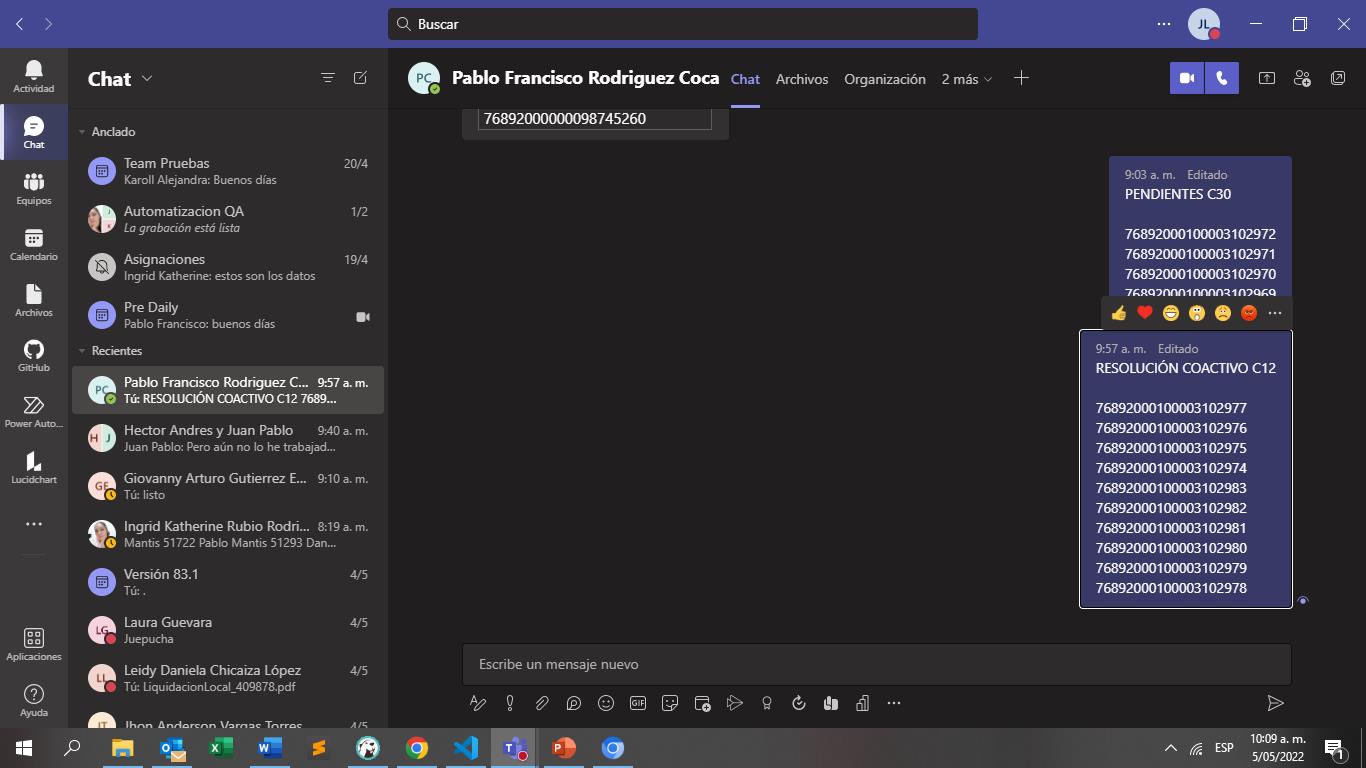 Buscar
JL
Actividad
Chat
Equipos
Calendario
Archivos
GitHub
Power Auto...
Lucidchart
Aplicaciones
Ayuda
Chat
Anclado
Team Pruebas 20/4
Karoll Alejandra: Buenos días
Automatizacion QA 1/2
La grabación está lista
Asignaciones 19/4
Ingrid Katherine: estos son los datos
Pre Daily
Pablo Francisco: buenos días
Recientes
PC
Pablo Francisco Rodriguez C... 9:57 a. m.
Tú: RESOLUCIÓN COACTIVO C12 7689...
H J
Hector Andres y Juan Pablo 9:40 a. m.
Juan Pablo: Pero aún no lo he trabajad...
GE
Giovanny Arturo Gutierrez E... 9:10 a. m.
Tú: listo
Ingrid Katherine Rubio Rodri... 8:19 a. m.
Mantis 51722 Pablo Mantis 51293 Dan...
Versión 83.1 4/5
Tú: .
LG
Laura Guevara 4/5
Juepucha
LL
Leidy Daniela Chicaiza López 4/5
Tú: LiquidacionLocal_409878.pdf
JT
Jhon Anderson Vargas Torres 4/5
PC Pablo Francisco Rodriguez Coca Chat Archivos Organización 2 más
76892000000098745260
9:03 a. m. Editado
PENDIENTES C30
76892000100003102972
76892000100003102971
76892000100003102970
76892000100003102969
9:57 a. m. Editado
RESOLUCIÓN COACTIVO C12
76892000100003102977
76892000100003102976
76892000100003102975
76892000100003102974
76892000100003102983
76892000100003102982
76892000100003102981
76892000100003102980
76892000100003102979
76892000100003102978
Escribe un mensaje nuevo
GIF
ESP
10:09 a. m.
5/05/2022
1